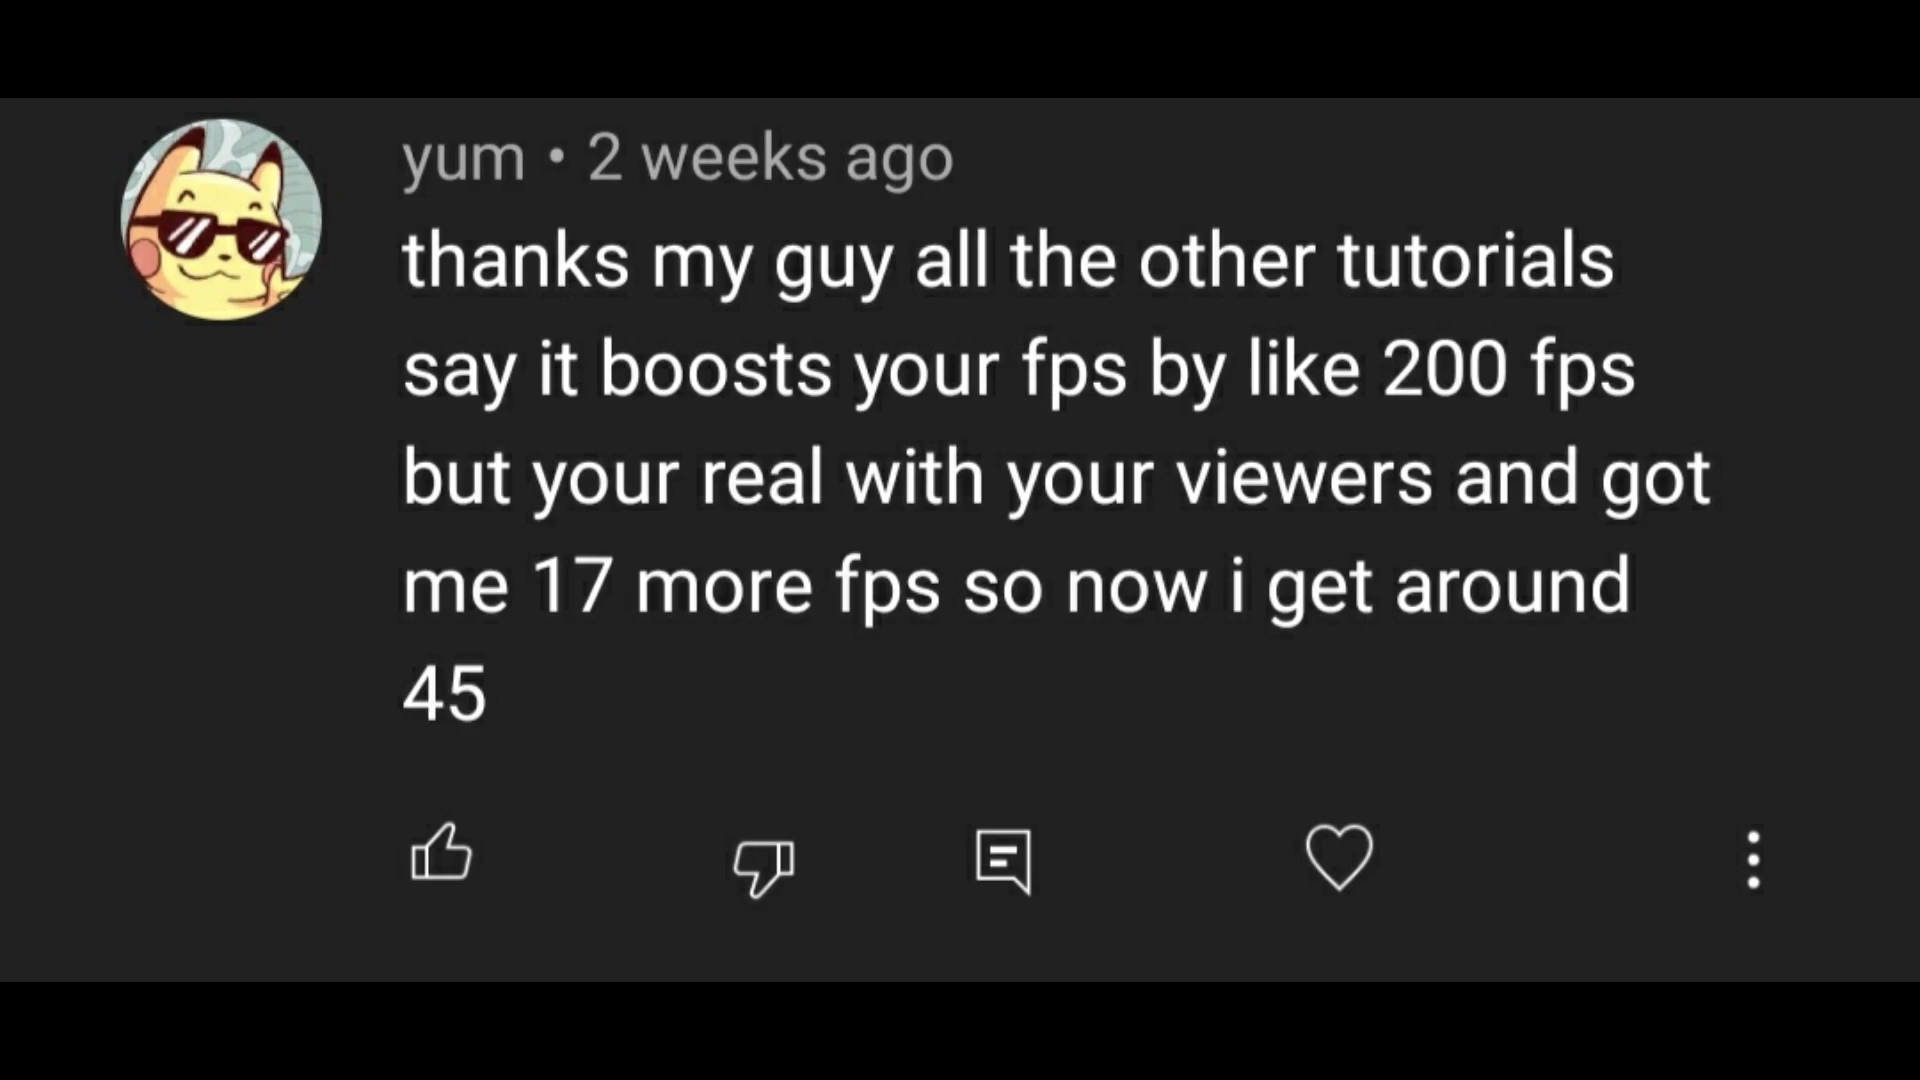 yum • 2 weeks ago
thanks my guy all the other tutorials
say it boosts your fps by like 200 fps
but your real with your viewers and got
me 17 more fps so now i get around
45